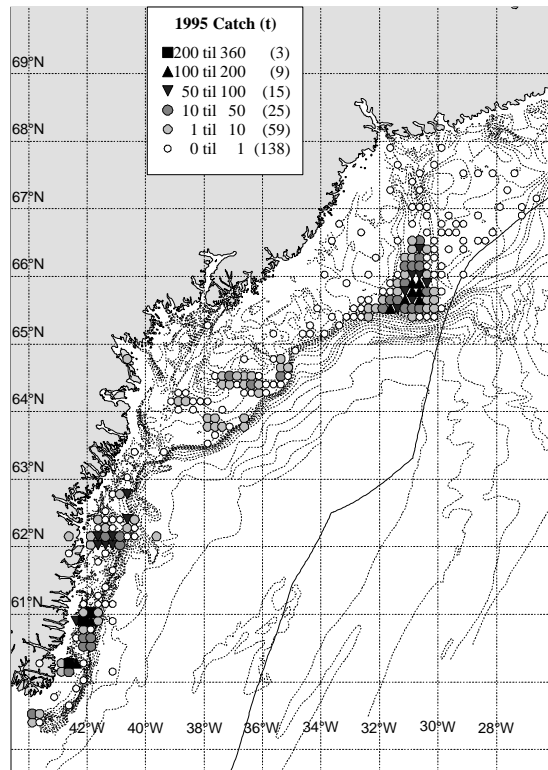 1995 Catch (t)
200 til 360 (3)
100 til 200 (9)
50 til 100 (15)
10 til 50 (25)
1 til 10 (59)
0 til 1 (138)
69°N
68°N
67°N
66°N
65°N
64°N
63°N
62°N
61°N
42°W 40°W 38°W 36°W 34°W 32°W 30°W 28°W